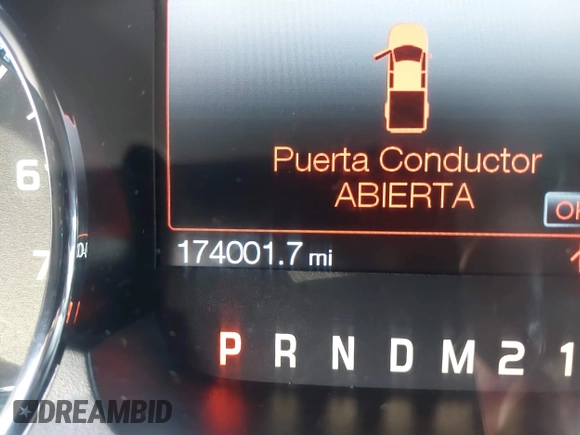 Puerta Conductor
ABIERTA
174001.7 mi
6
7
P R N D M 2 1
DREAMBID